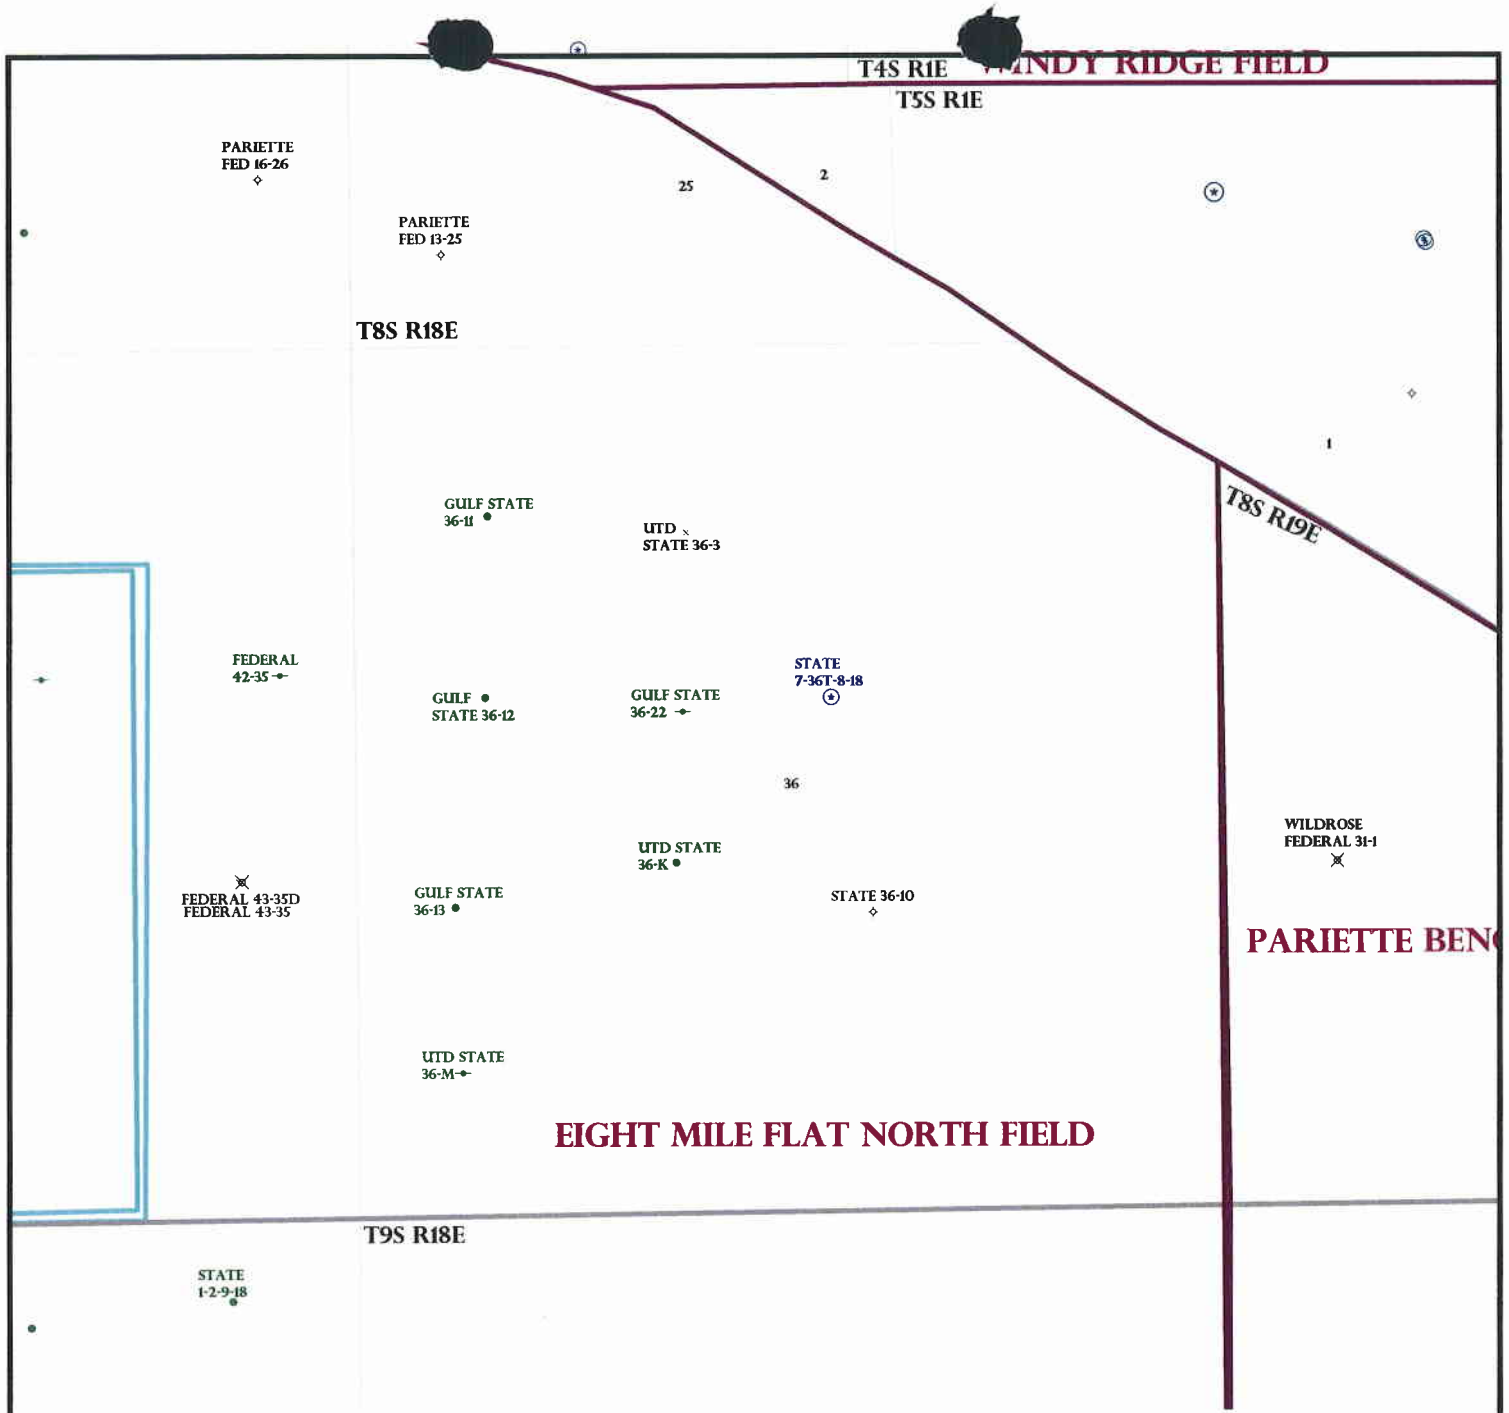 T4S R1E
RIDGE FIELD
T5S R1E
PARIETTE
FED 16-26
2
25
PARIETTE
FED 13-25
T8S R18E
1
T8S R19E
GULF STATE
36-11
UTD
STATE 36-3
FEDERAL
42-35
STATE
7-36T-8-18
GULF
STATE 36-12
GULF STATE
36-22
36
WILDROSE
FEDERAL 31-1
UTD STATE
36-K
FEDERAL 43-35D
FEDERAL 43-35
GULF STATE
36-13
STATE 36-10
PARIETTE BEN
UTD STATE
36-M
EIGHT MILE FLAT NORTH FIELD
T9S R18E
STATE
1-2-9-18